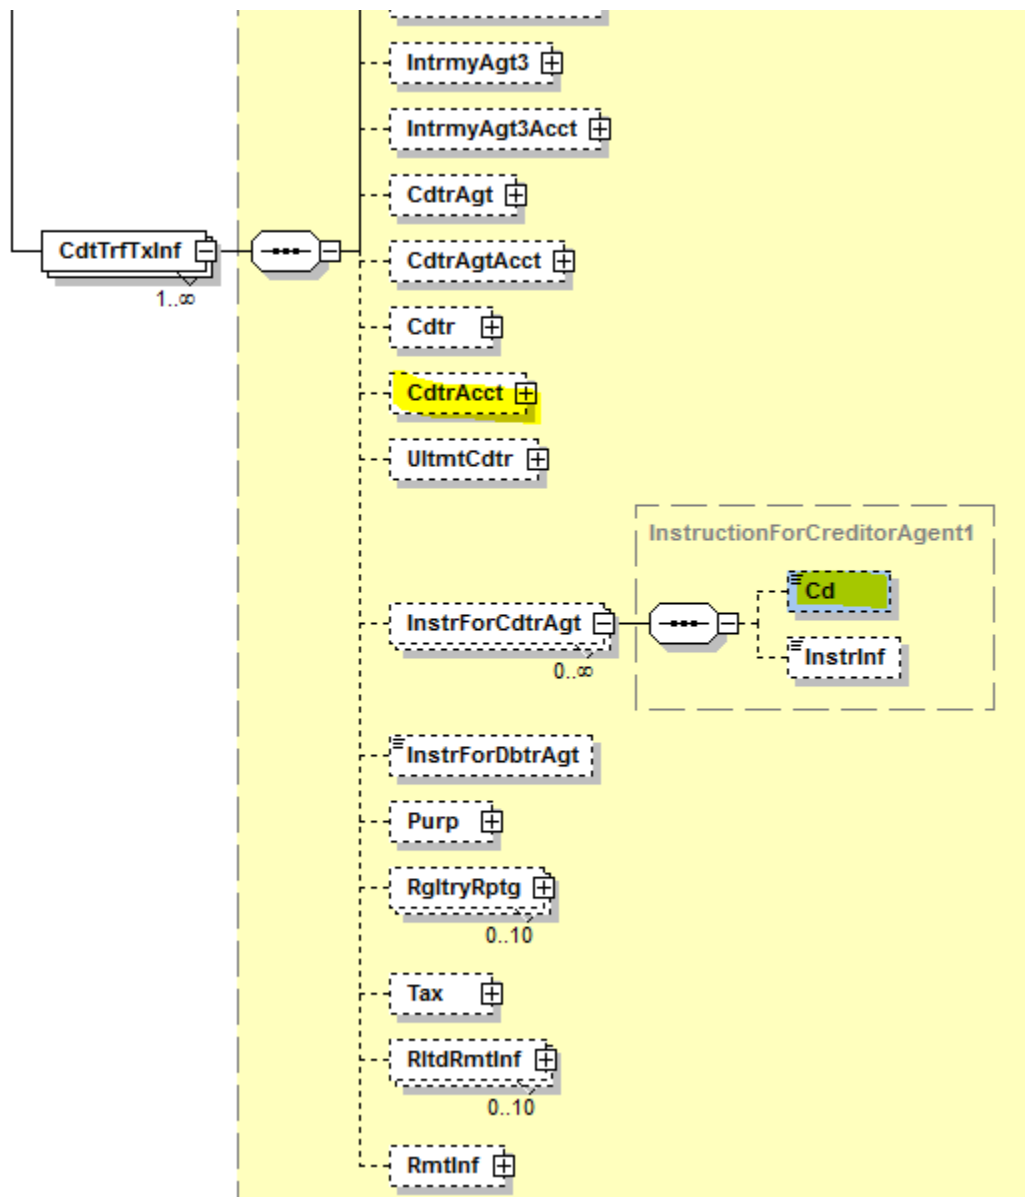 IntrmyAgt3
IntrmyAgt3Acct
CdtrAgt
CdtTrfTxInf
1..∞
CdtrAgtAcct
Cdtr
CdtrAcct
UltmtCdtr
InstructionForCreditorAgent1
Cd
InstrForCdtrAgt
0..∞
InstrInf
InstrForDbtrAgt
Purp
RgltryRptg
0..10
Tax
RltdRmtInf
0..10
RmtInf